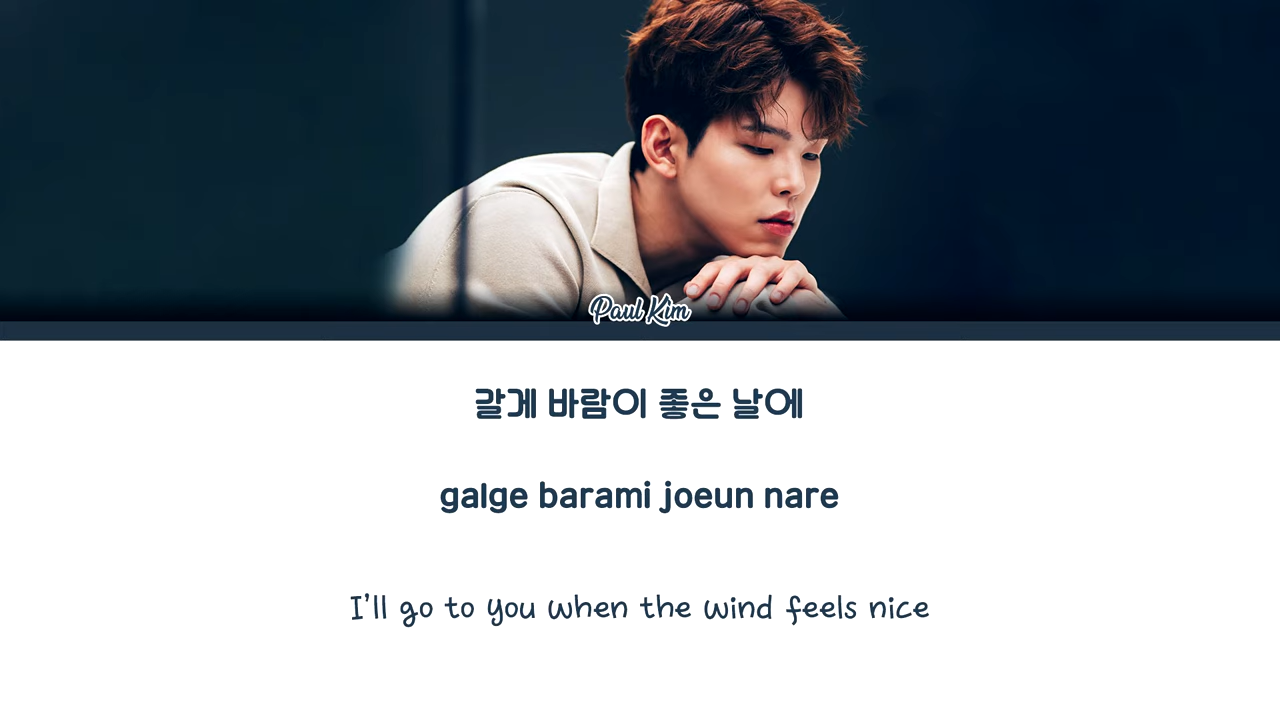 Paul Kim
갈게 바람이 좋은 날에
galge barami joeun nare
I'll go to you when the wind feels nice